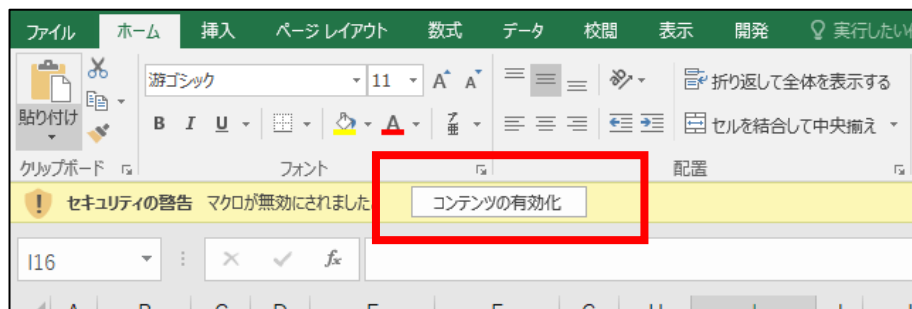 ファイル ホーム 挿入 ページ レイアウト 数式 データ 校閲 表示 開発 実行したい
游ゴシック 11 A A 折り返して全体を表示する
貼り付け B I U A ア亜 セルを結合して中央揃え
クリップボード フォント 配置
セキュリティの警告 マクロが無効にされました。 コンテンツの有効化
I16 fx